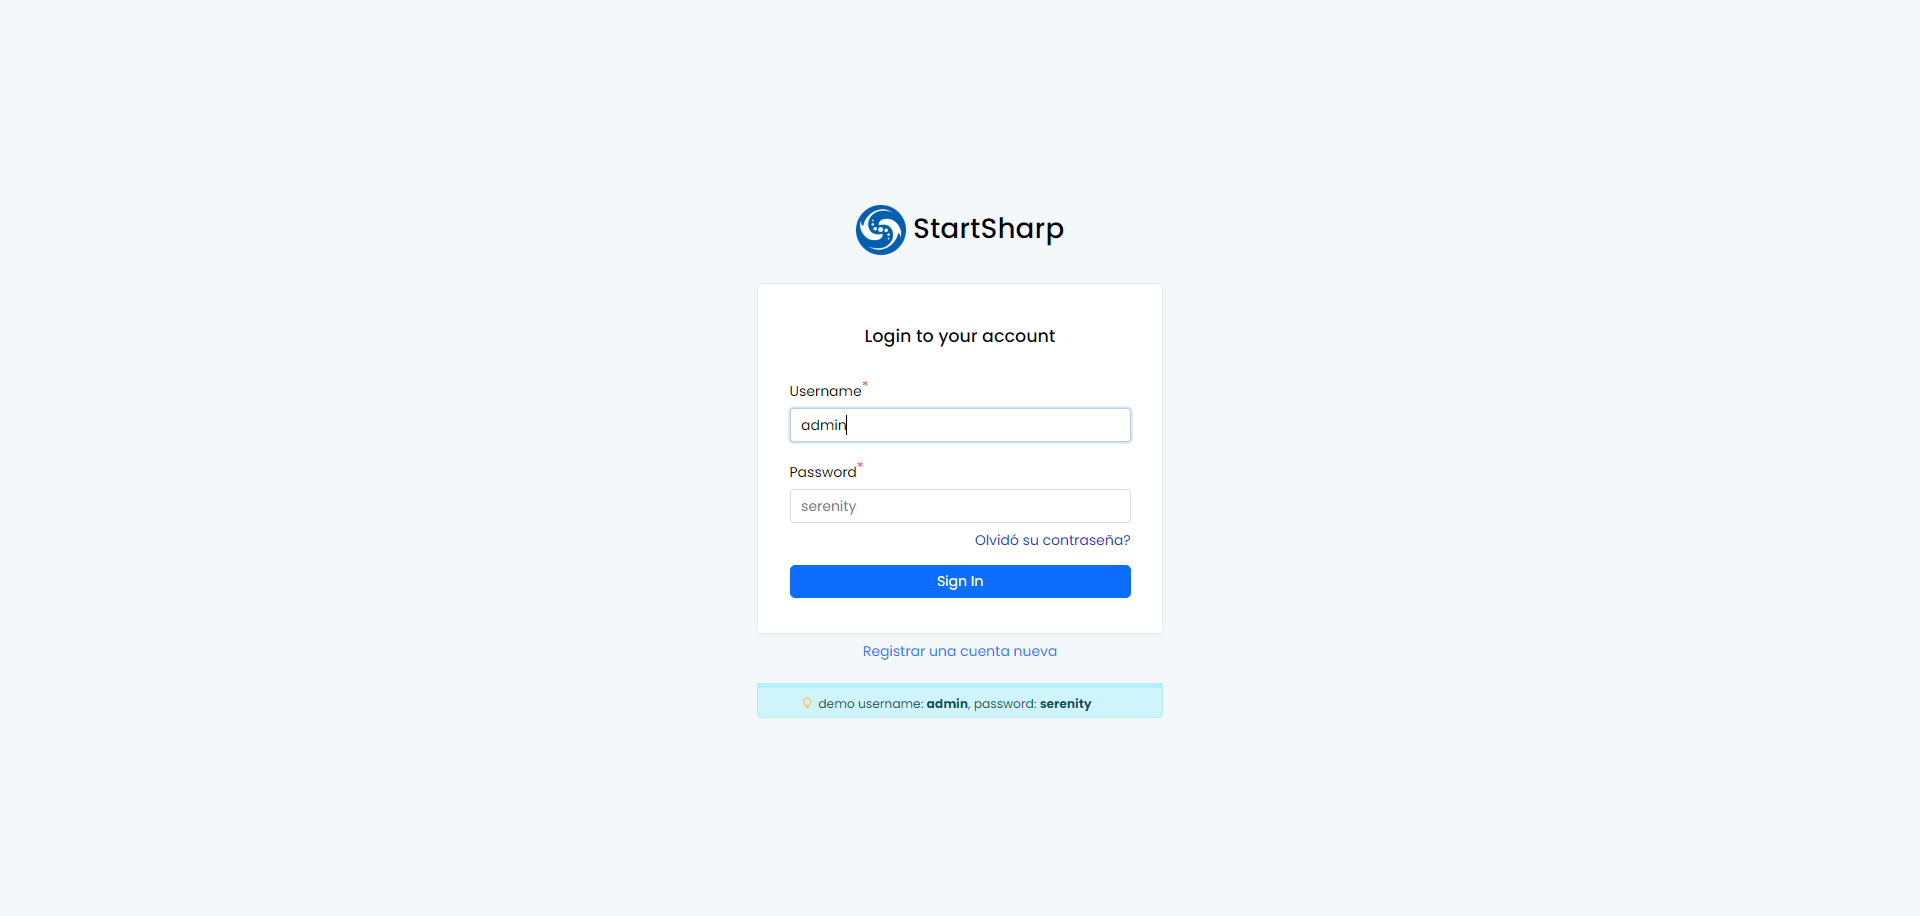 StartSharp
Login to your account
Username*
admin
Password*
serenity
Olvidó su contraseña?
Sign In
Registrar una cuenta nueva
demo username: admin, password: serenity